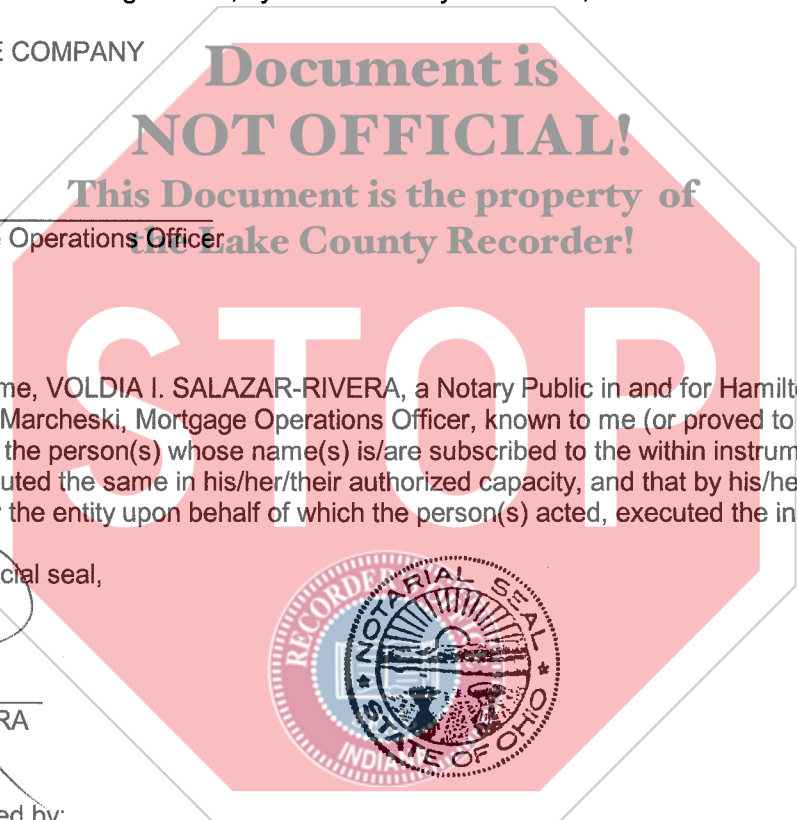 E COMPANY
Document is
NOT OFFICIAL!
This Document is the property of
the Lake County Recorder!
Operations Officer
STOP
me, VOLDIA I. SALAZAR-RIVERA, a Notary Public in and for Hamilt
Marcheski, Mortgage Operations Officer, known to me (or proved to
the person(s) whose name(s) is/are subscribed to the within instrum
uted the same in his/her/their authorized capacity, and that by his/he
the entity upon behalf of which the person(s) acted, executed the in
cial seal,
RECORDER
NOTARIAL SEAL
STATE OF OHIO
INDIANA
RA
ed by: